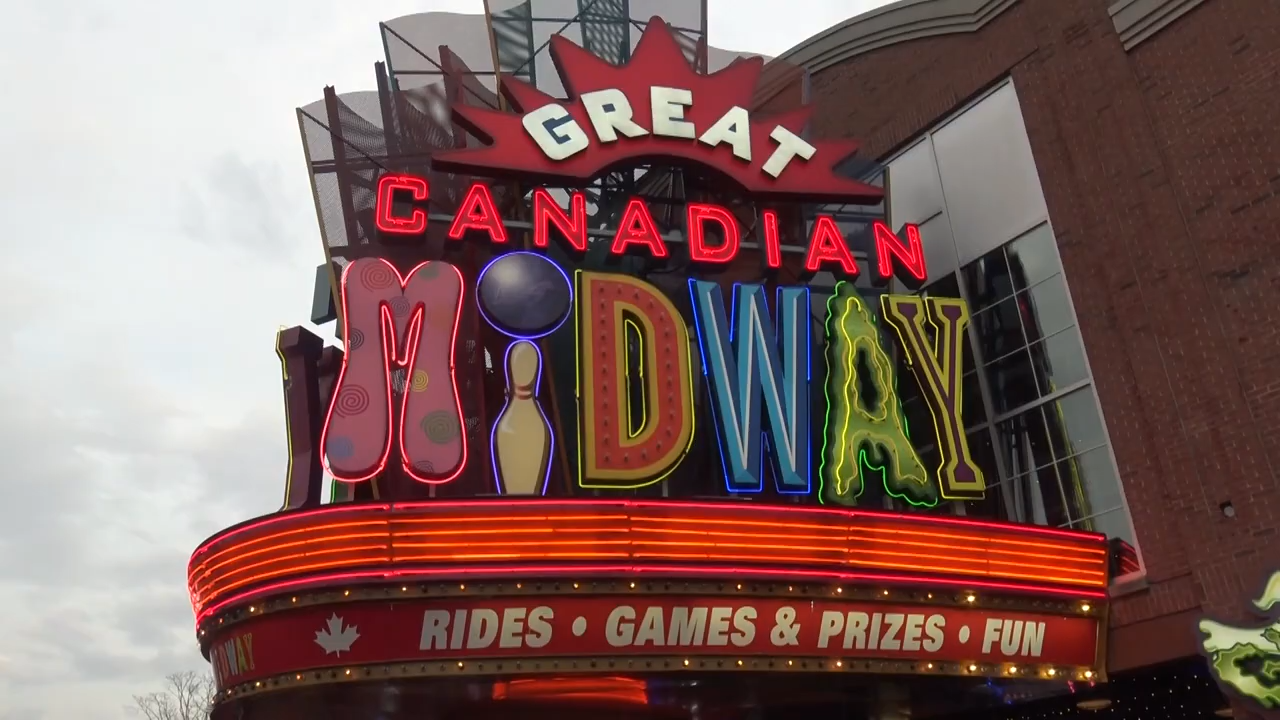 GREAT
CANADIAN
MiDWAY
RIDES • GAMES & PRIZES • FUN